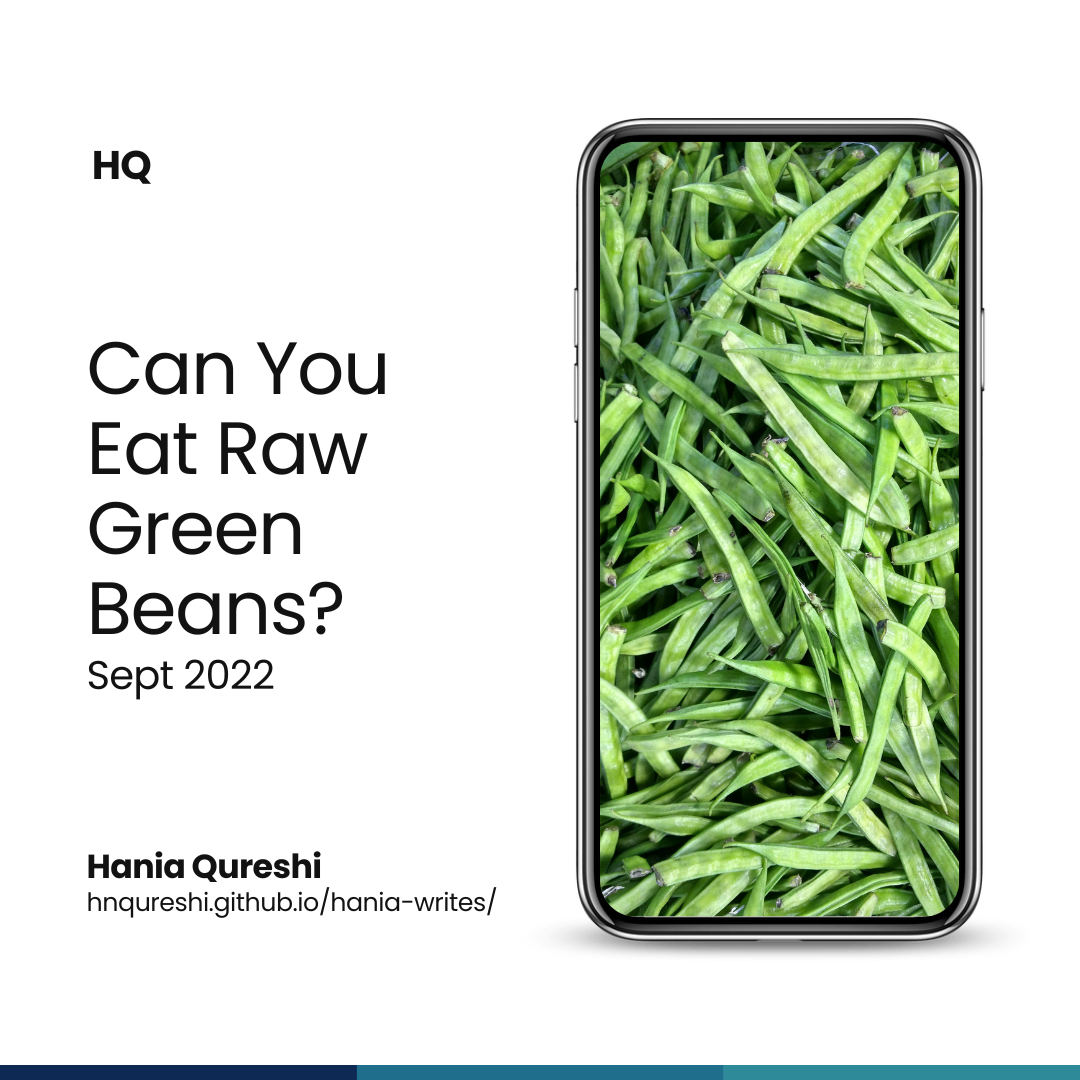 HQ
Can You
Eat Raw
Green
Beans?
Sept 2022
Hania Qureshi
hnqureshi.github.io/hania-writes/